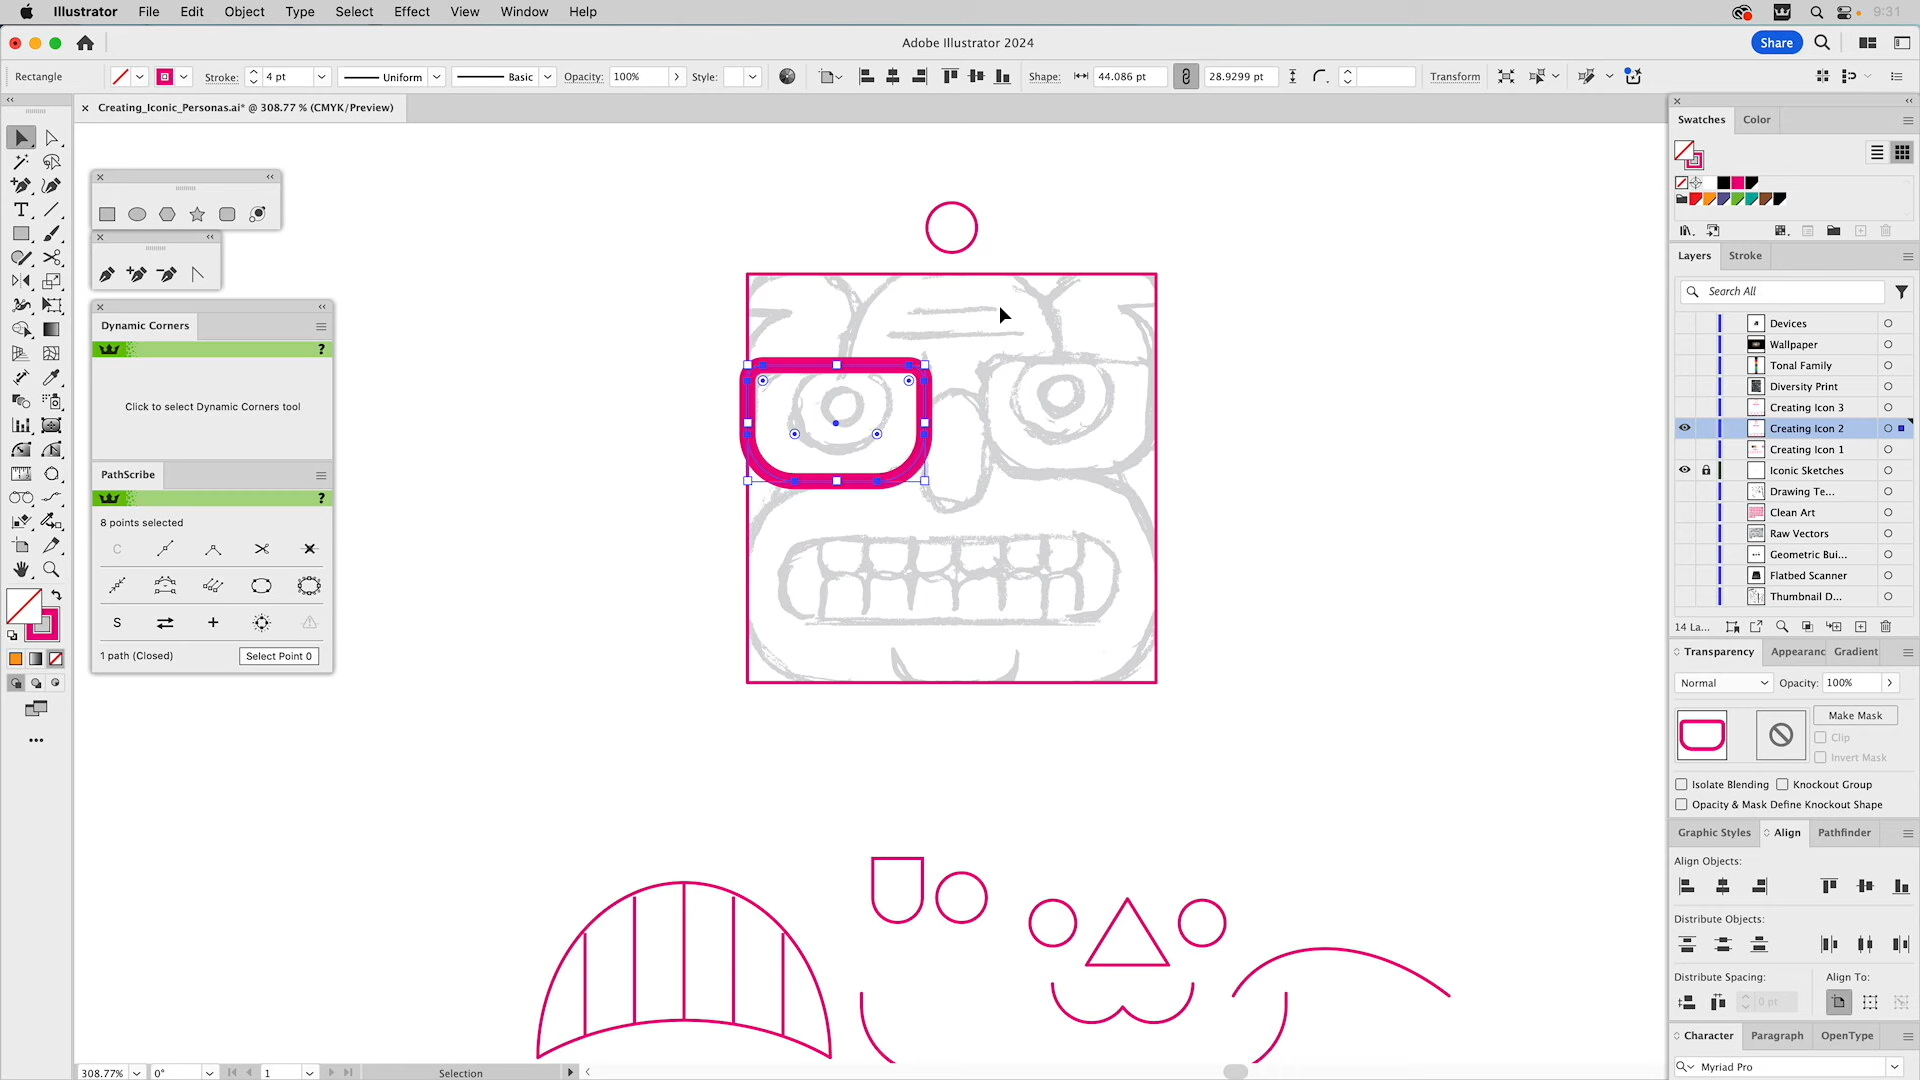 Illustrator File Edit Object Type Select Effect View Window Help 9:31
Adobe Illustrator 2024 Share
Rectangle Stroke: 4 pt Uniform Basic Opacity: 100% Style: Shape: 44.086 pt 28.9299 pt Transform
Creating_Iconic_Personas.ai* @ 308.77 % (CMYK/Preview)
Swatches Color
Dynamic Corners
?
Click to select Dynamic Corners tool
PathScribe
?
8 points selected
C
S
1 path (Closed) Select Point 0
Layers Stroke
Search All
Devices
Wallpaper
Tonal Family
Diversity Print
Creating Icon 3
Creating Icon 2
Creating Icon 1
Iconic Sketches
Drawing Te...
Clean Art
Raw Vectors
Geometric Bui...
Flatbed Scanner
Thumbnail D...
14 La...
Transparency Appearanc Gradient
Normal Opacity: 100%
Make Mask
Clip
Invert Mask
Isolate Blending Knockout Group
Opacity & Mask Define Knockout Shape
Graphic Styles Align Pathfinder
Align Objects:
Distribute Objects:
Distribute Spacing: Align To:
0 pt
Character Paragraph OpenType
Myriad Pro
308.77% 0° 1 Selection